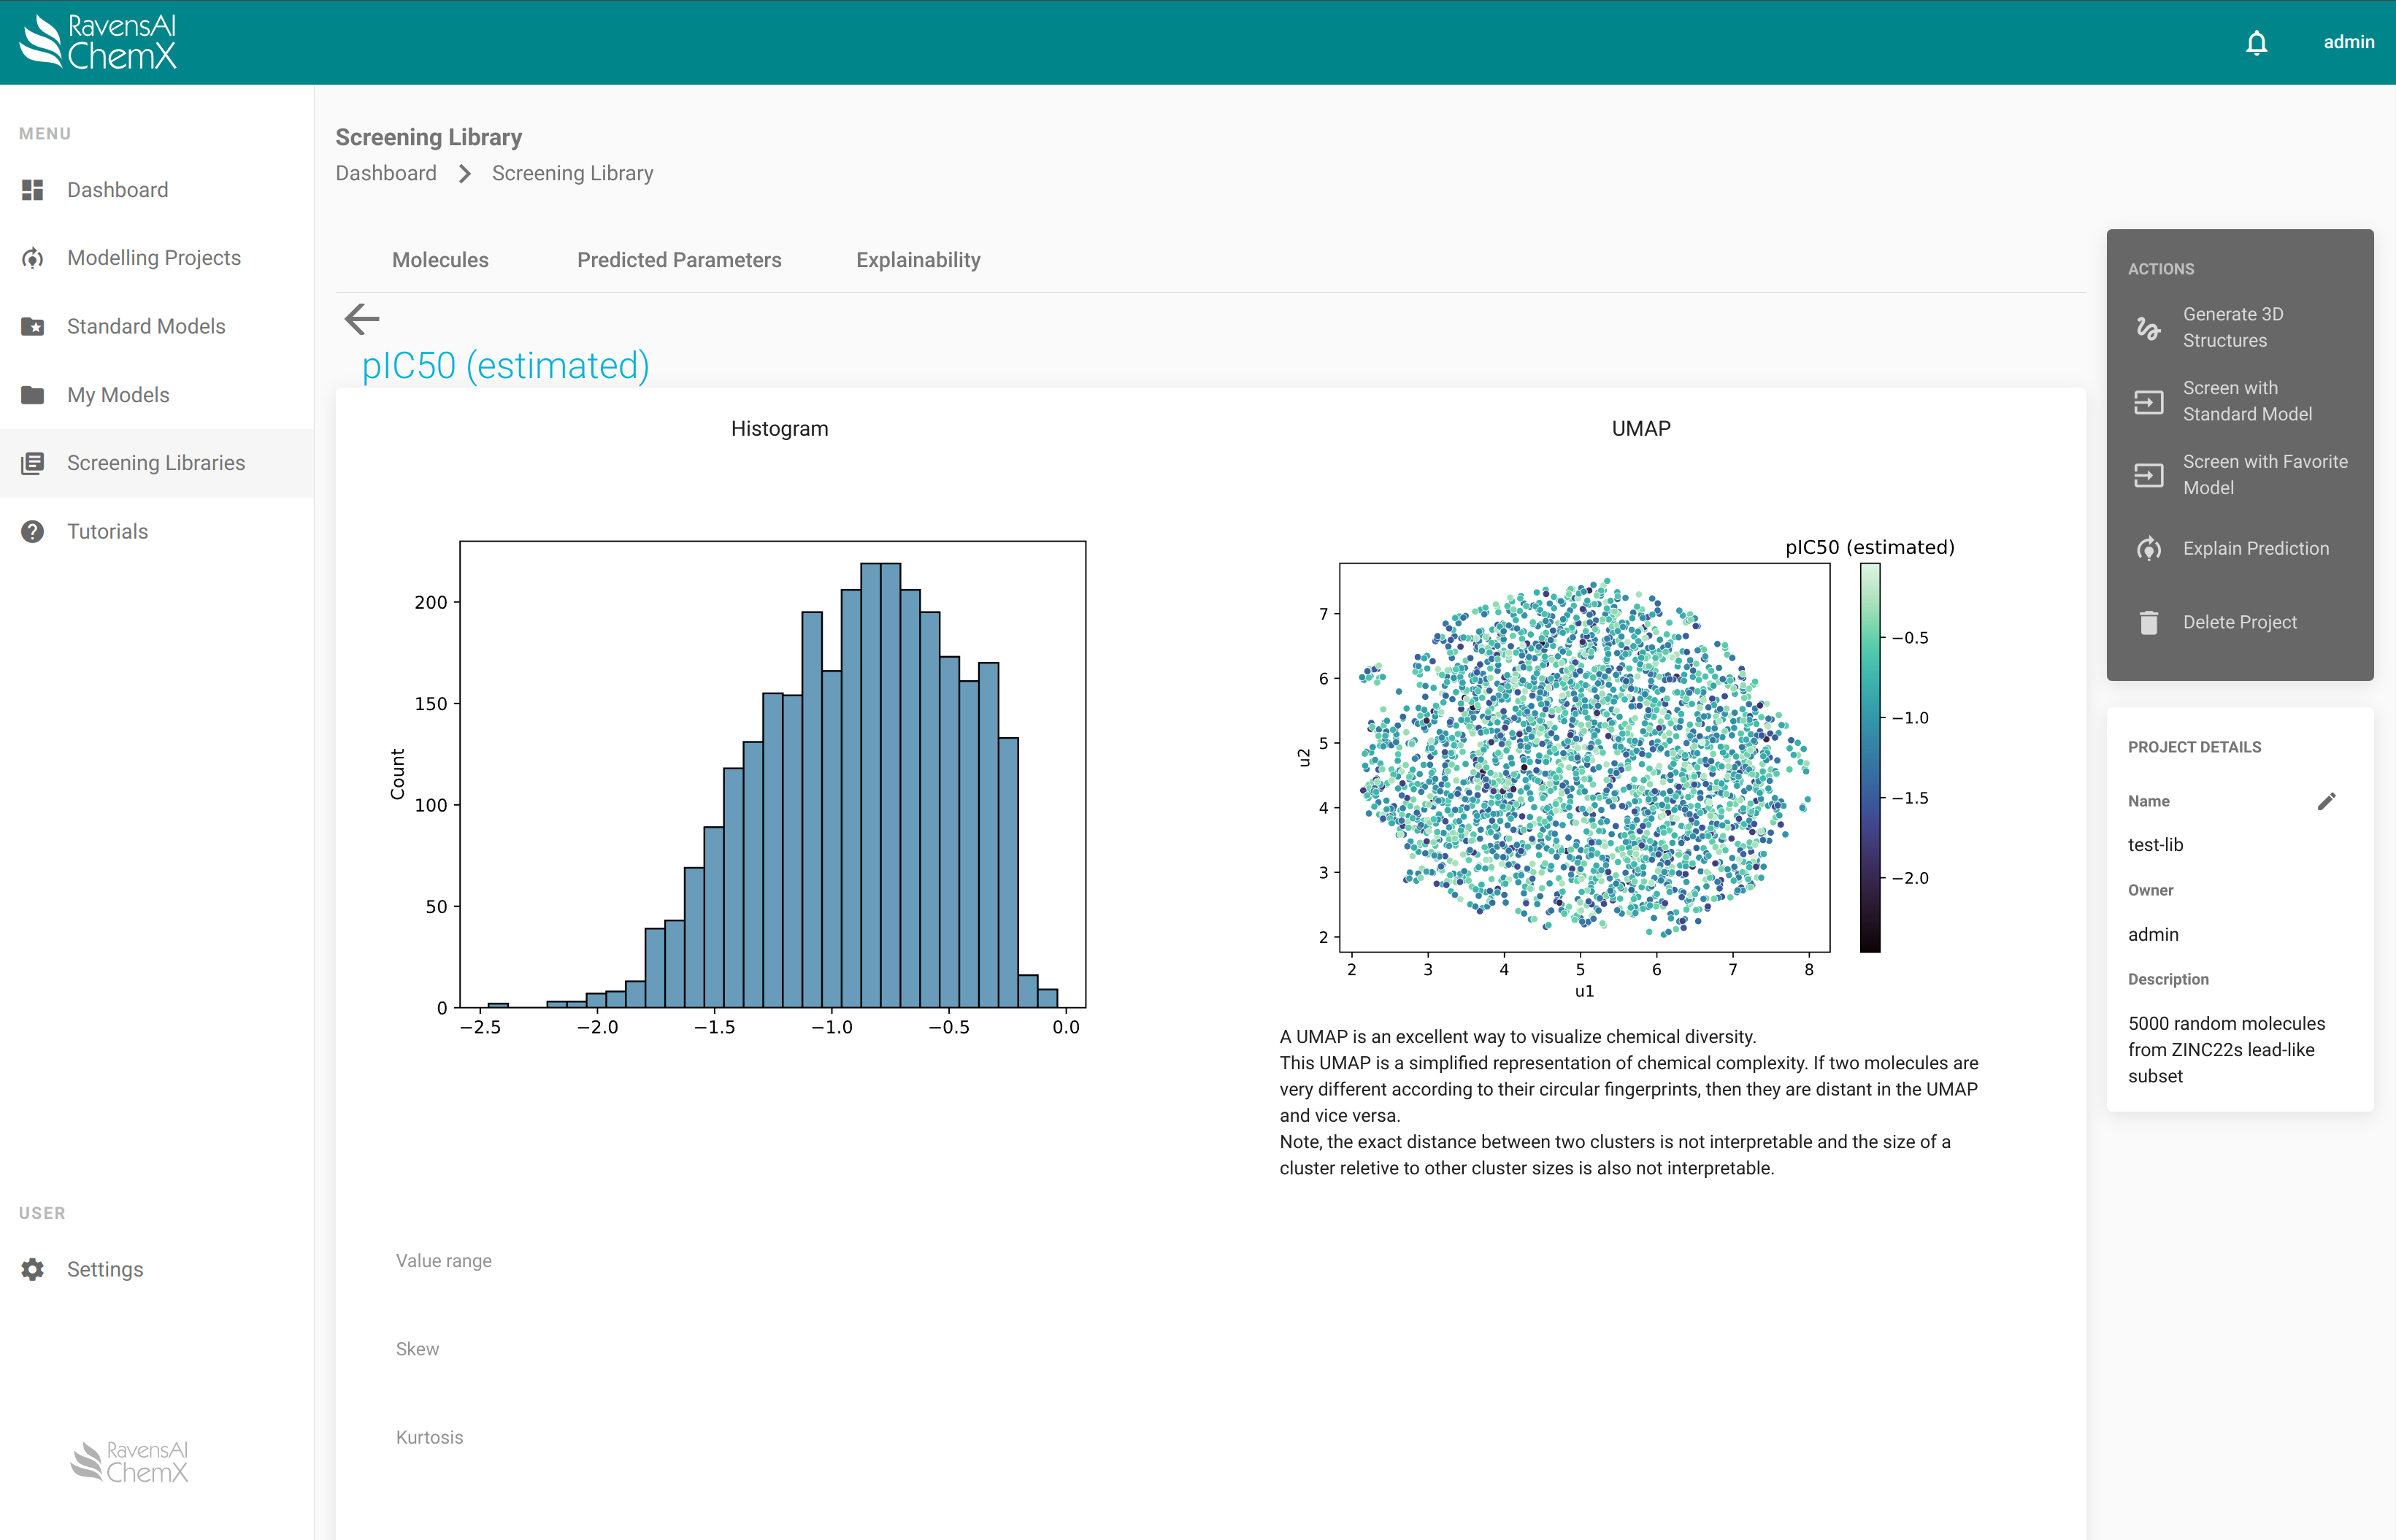 RavensAI
ChemX
admin
MENU
Dashboard
Modelling Projects
Standard Models
My Models
Screening Libraries
Tutorials
USER
Settings
RavensAI
ChemX
Screening Library
Dashboard > Screening Library
Molecules Predicted Parameters Explainability
pIC50 (estimated)
Histogram
200
150
100
50
0
Count
−2.5 −2.0 −1.5 −1.0 −0.5 0.0
UMAP
pIC50 (estimated)
7
6
5
4
3
2
u2
2 3 4 5 6 7 8
u1
−0.5
−1.0
−1.5
−2.0
A UMAP is an excellent way to visualize chemical diversity.
This UMAP is a simplified representation of chemical complexity. If two molecules are
very different according to their circular fingerprints, then they are distant in the UMAP
and vice versa.
Note, the exact distance between two clusters is not interpretable and the size of a
cluster reletive to other cluster sizes is also not interpretable.
Value range
Skew
Kurtosis
ACTIONS
Generate 3D
Structures
Screen with
Standard Model
Screen with Favorite
Model
Explain Prediction
Delete Project
PROJECT DETAILS
Name
test-lib
Owner
admin
Description
5000 random molecules
from ZINC22s lead-like
subset